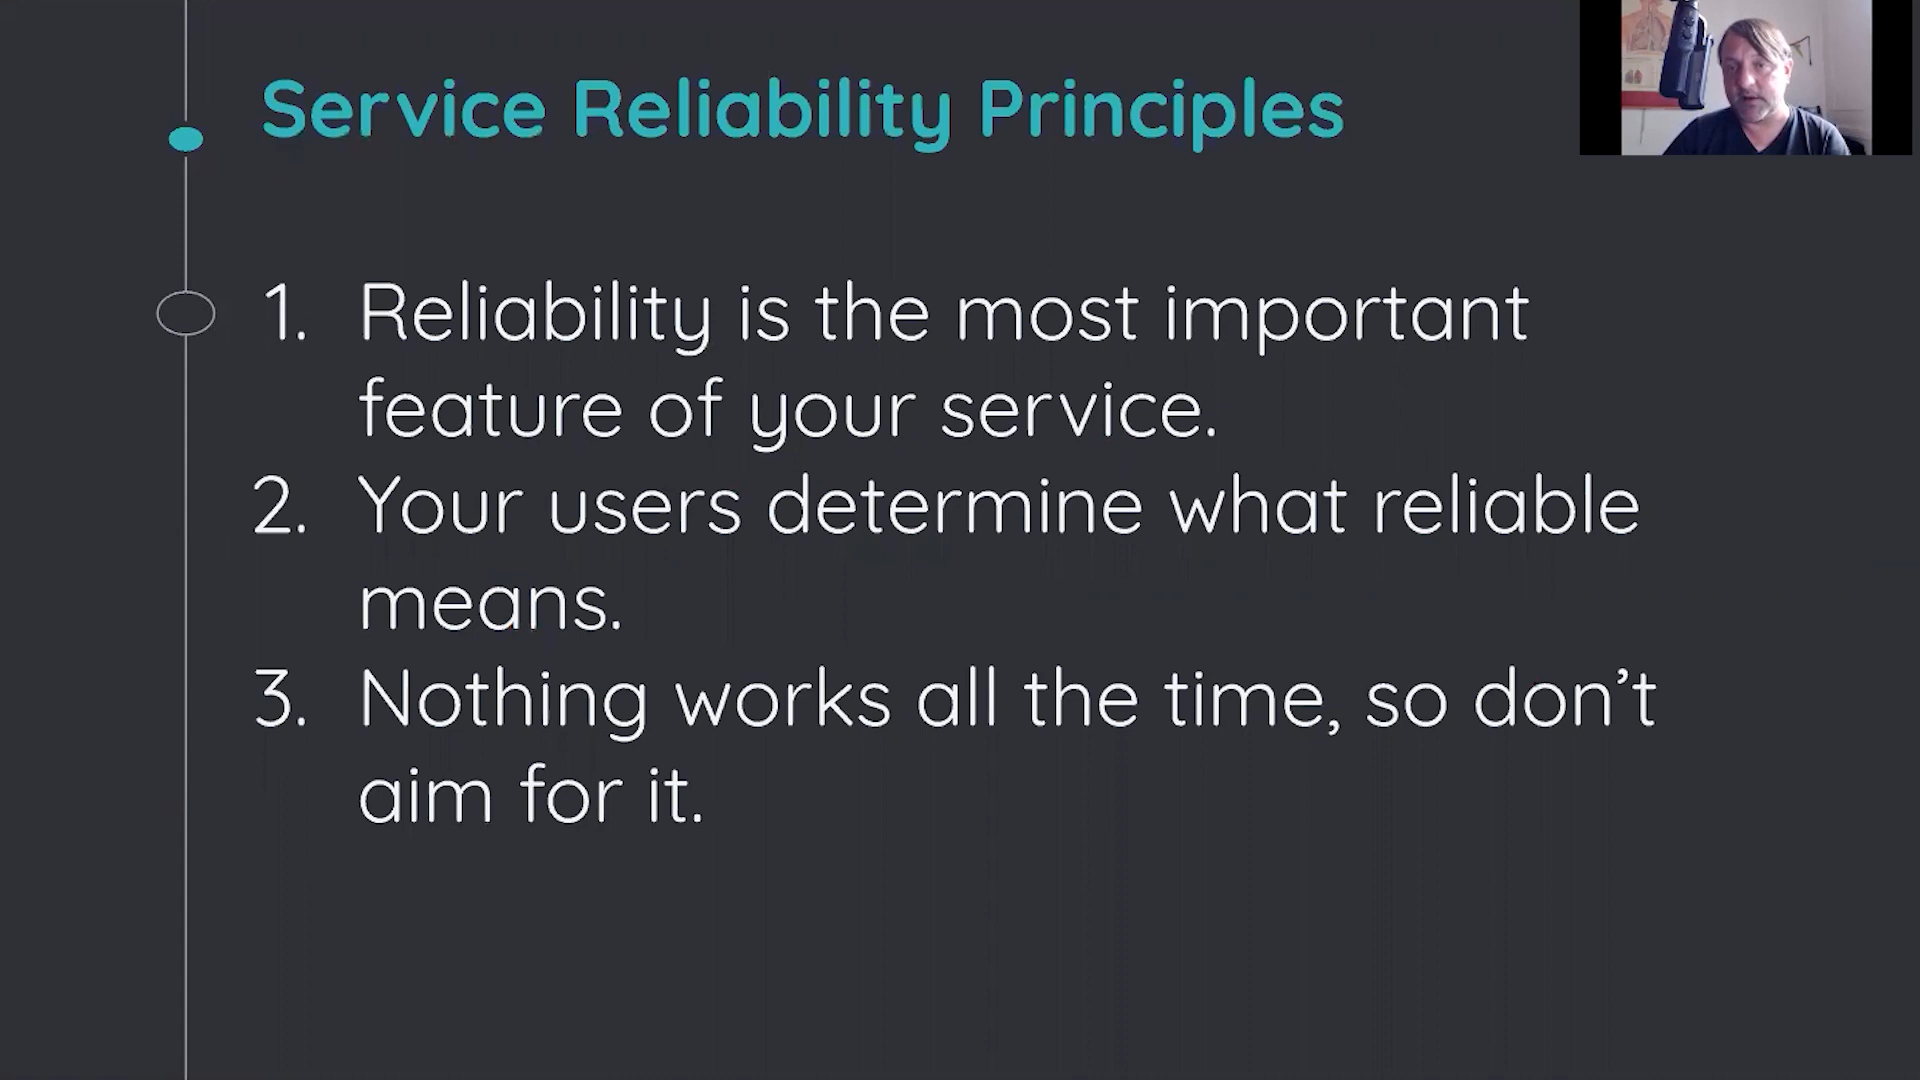 Service Reliability Principles
1. Reliability is the most important
feature of your service.
2. Your users determine what reliable
means.
3. Nothing works all the time, so don’t
aim for it.